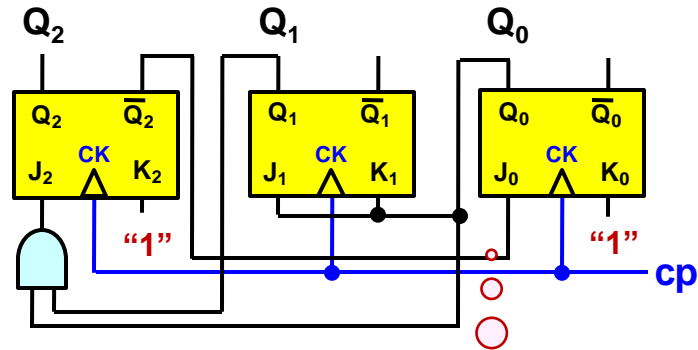 Q₂ Q₁ Q₀
Q₂ Q̅₂ Q₁ Q̅₁ Q₀ Q̅₀
CK CK CK
J₂ K₂ J₁ K₁ J₀ K₀
“1” “1”
cp